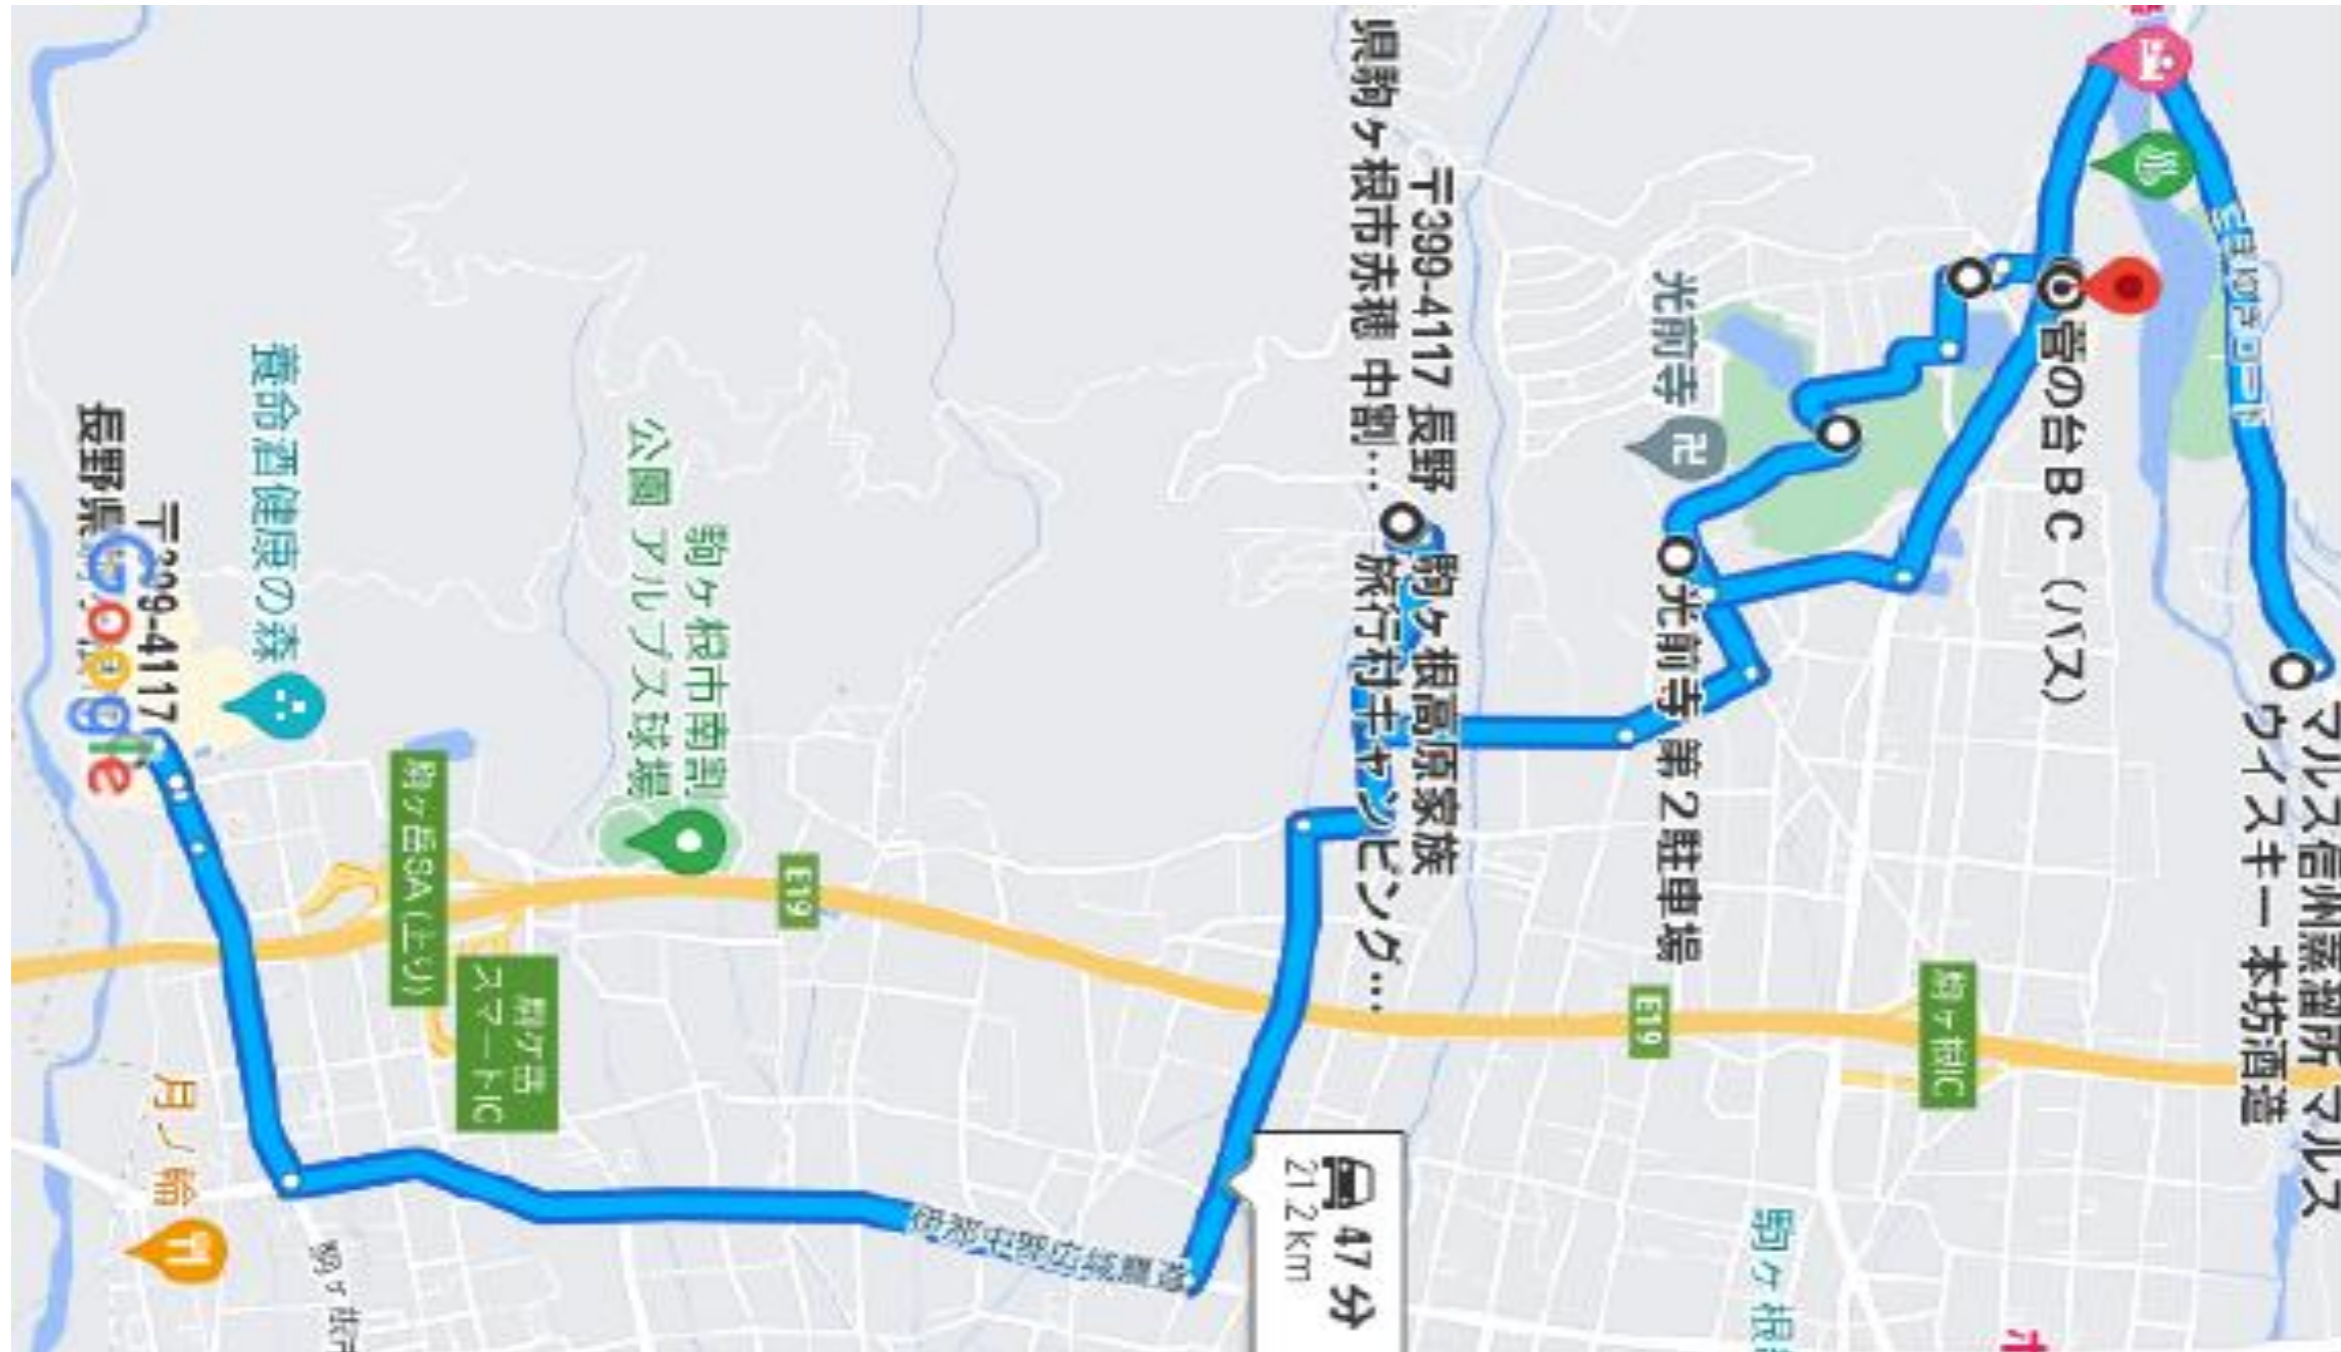 マルス信州蒸溜所 マルス
ウイスキー 本坊酒造
菅の台BC（バス）
駒ヶ根IC
光前寺
光前寺 第2駐車場
E19
〒399-4117 長野
県駒ヶ根市赤穂 中割…
駒ヶ根高原家族
旅行村キャンピング…
47 分
21.2 km
伊那中部広域農道
E19
駒ヶ根市南割
公園 アルプス球場
駒ヶ岳
スマートIC
駒ヶ岳SA (上り)
養命酒健康の森
月ノ輪
〒399-4117
長野県
Google